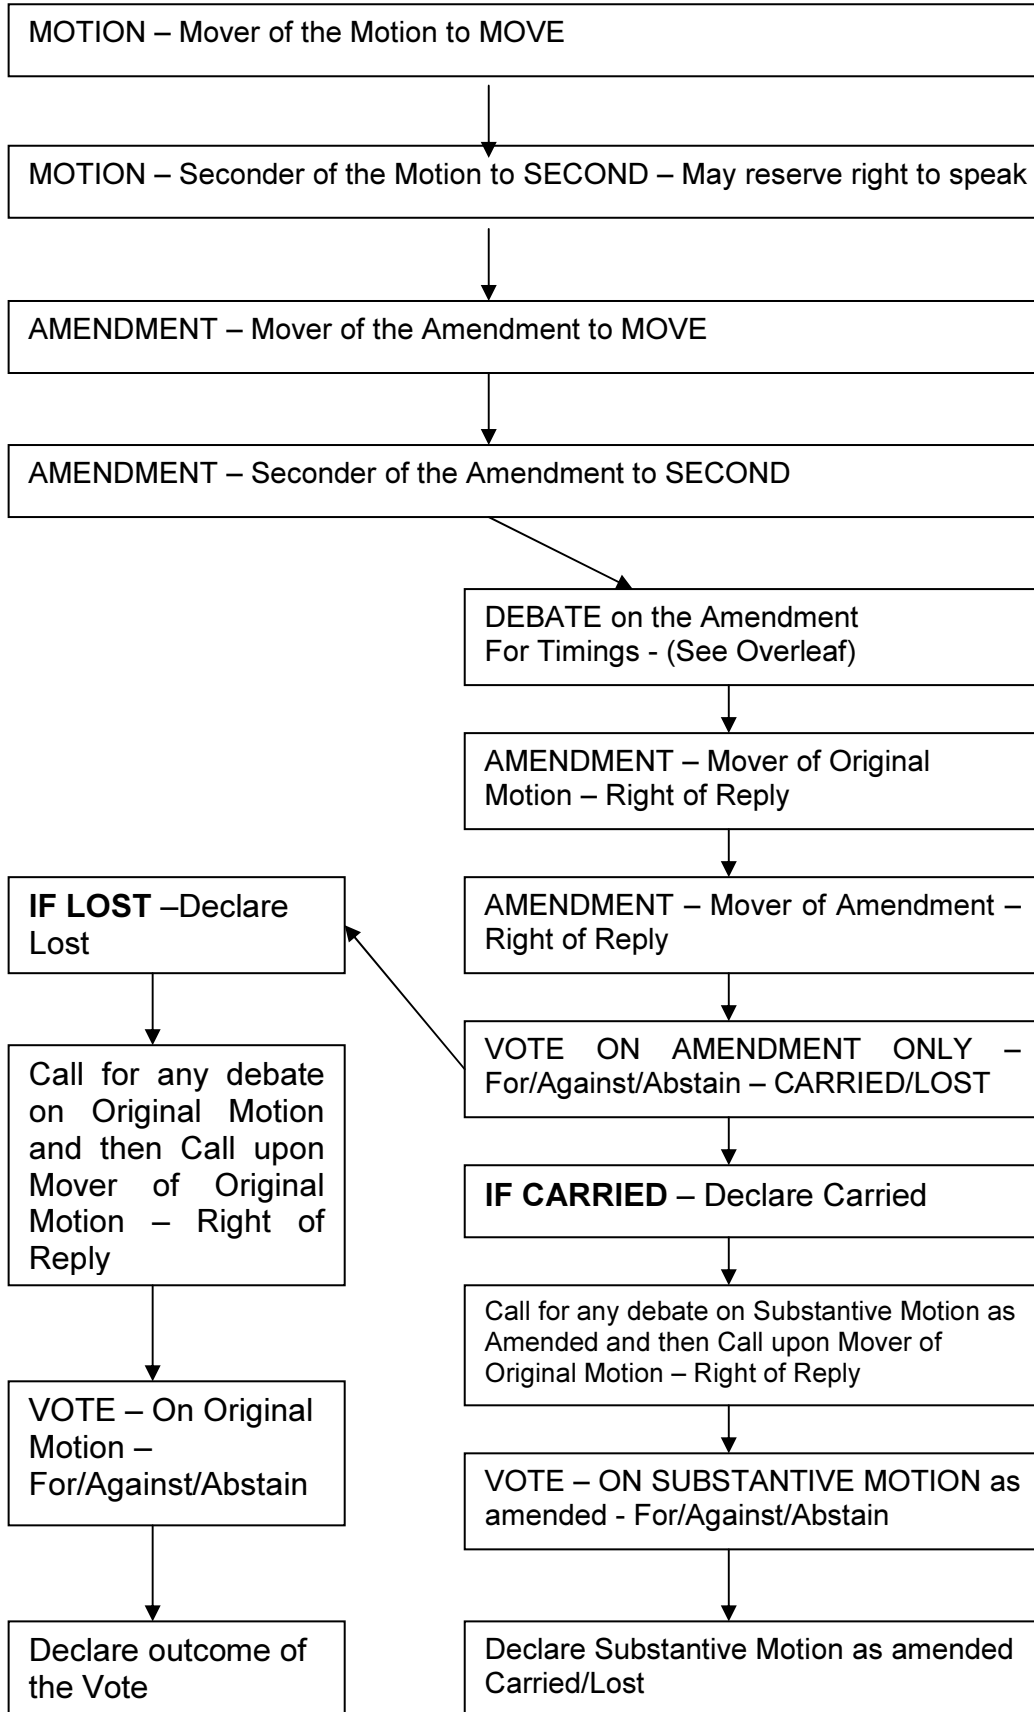 MOTION – Mover of the Motion to MOVE
MOTION – Seconder of the Motion to SECOND – May reserve right to speak
AMENDMENT – Mover of the Amendment to MOVE
AMENDMENT – Seconder of the Amendment to SECOND
DEBATE on the Amendment
For Timings - (See Overleaf)
AMENDMENT – Mover of Original
Motion – Right of Reply
AMENDMENT – Mover of Amendment –
Right of Reply
VOTE ON AMENDMENT ONLY –
For/Against/Abstain – CARRIED/LOST
IF LOST –Declare
Lost
Call for any debate
on Original Motion
and then Call upon
Mover of Original
Motion – Right of
Reply
VOTE – On Original
Motion –
For/Against/Abstain
Declare outcome of
the Vote
IF CARRIED – Declare Carried
Call for any debate on Substantive Motion as
Amended and then Call upon Mover of
Original Motion – Right of Reply
VOTE – ON SUBSTANTIVE MOTION as
amended - For/Against/Abstain
Declare Substantive Motion as amended
Carried/Lost